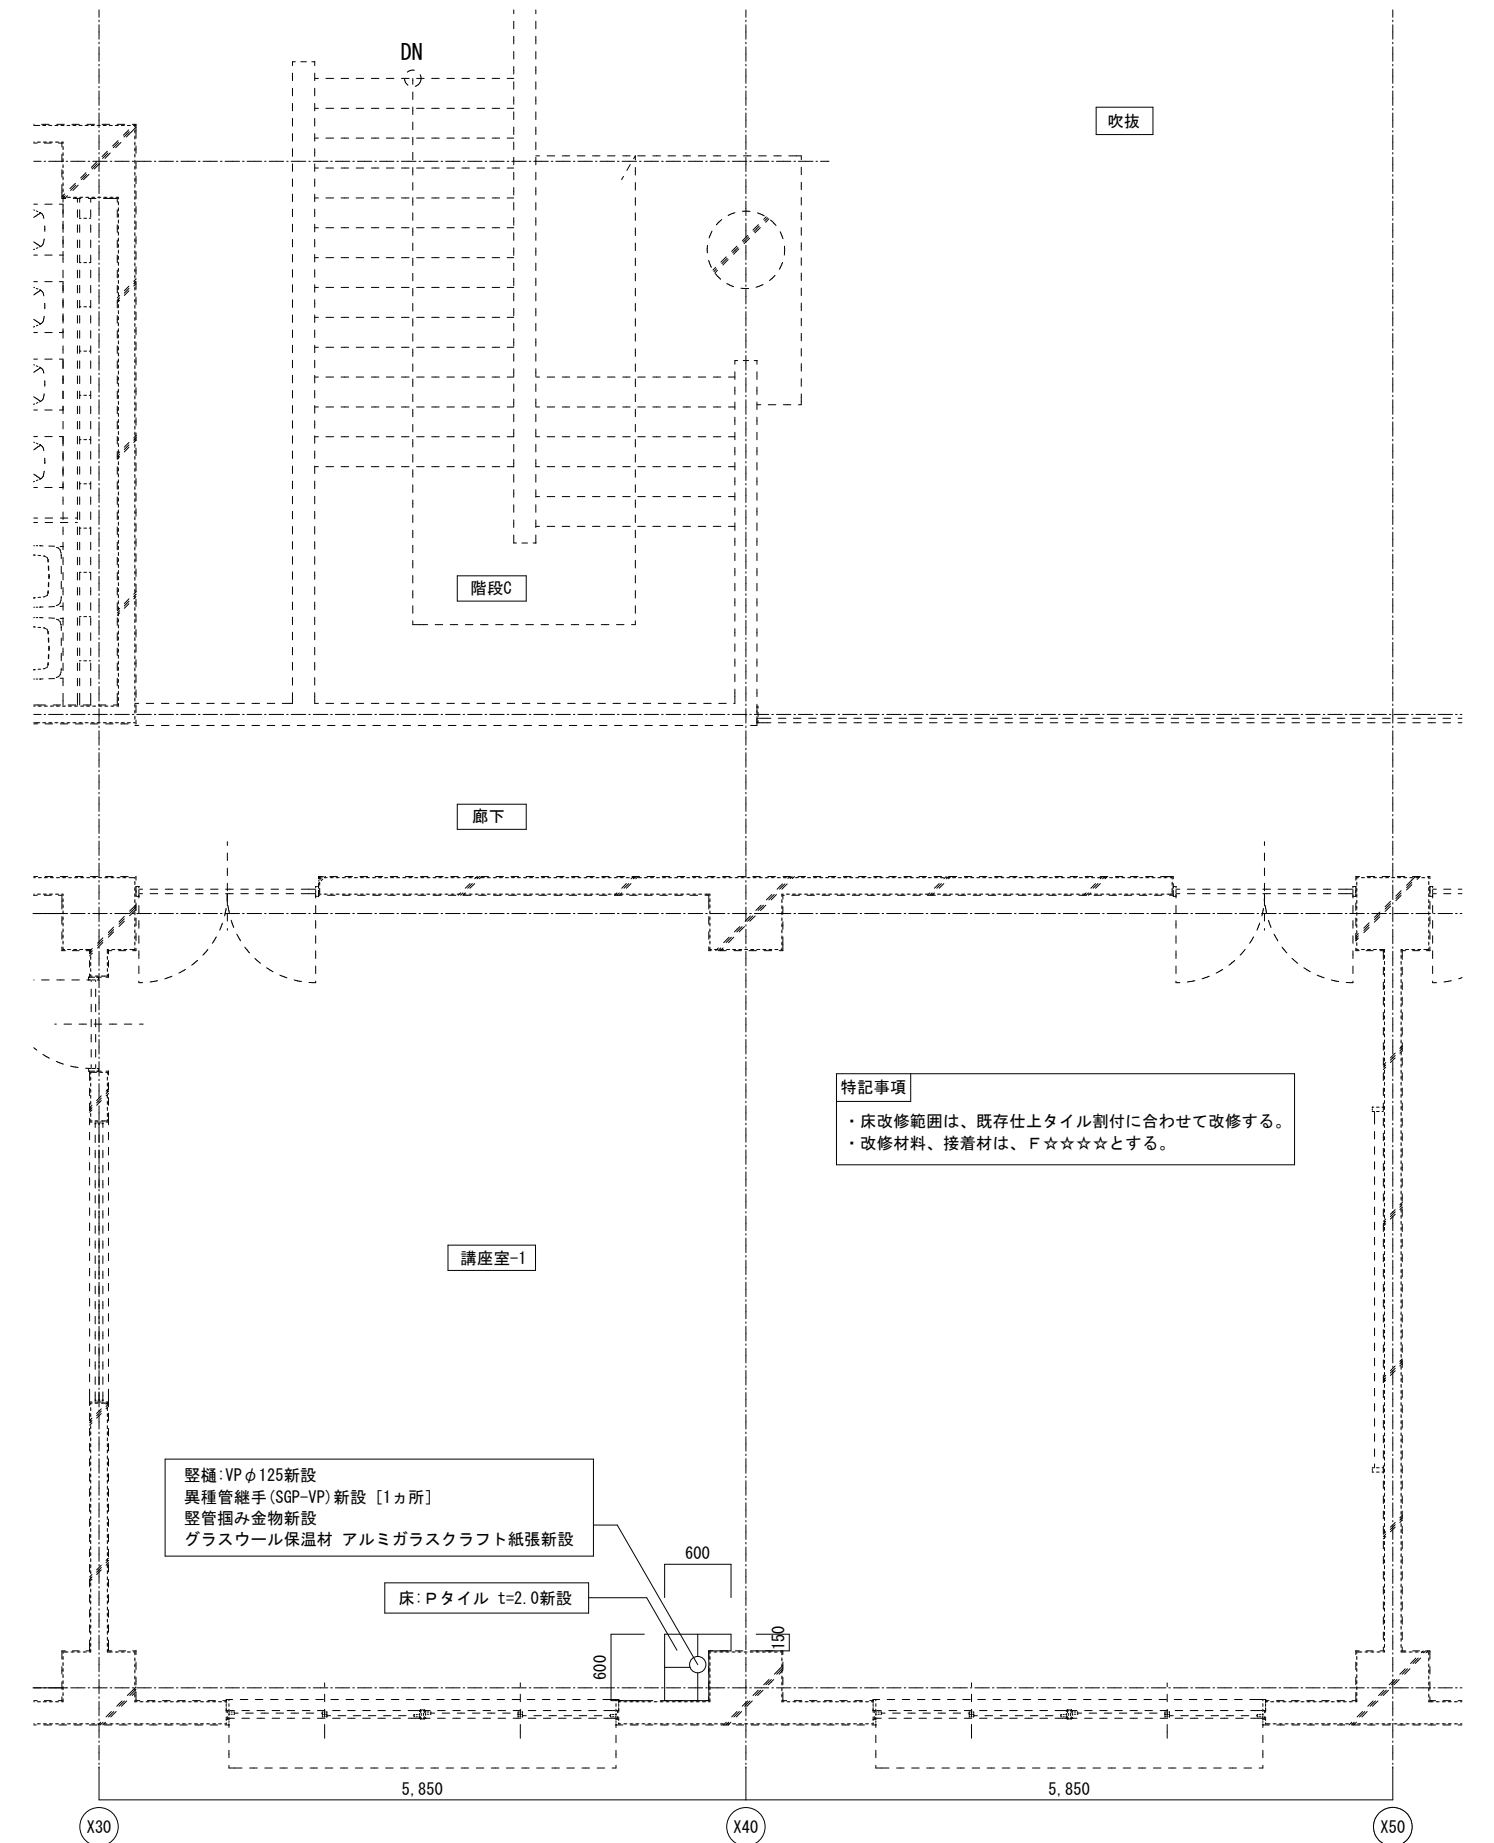 DN
吹抜
階段C
廊下
特記事項
・床改修範囲は、既存仕上タイル割付に合わせて改修する。
・改修材料、接着材は、F☆☆☆☆とする。
講座室-1
竪樋:VPφ125新設
異種管継手(SGP-VP)新設 [1ヵ所]
竪管掴み金物新設
グラスウール保温材 アルミガラスクラフト紙張新設
600
床:Pタイル t=2.0新設
150
600
5,850
5,850
X30
X40
X50